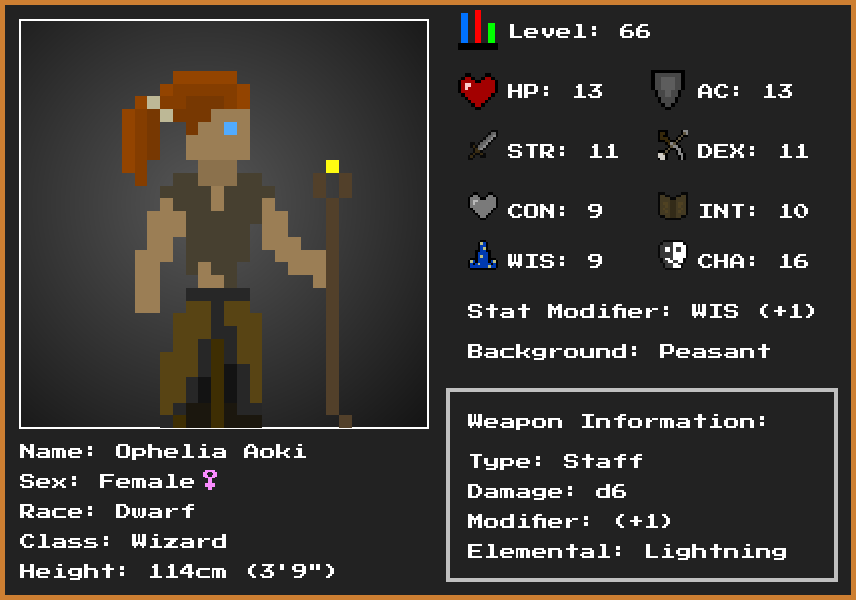 Level: 66
HP: 13
AC: 13
STR: 11
DEX: 11
CON: 9
INT: 10
WIS: 9
CHA: 16
Stat Modifier: WIS (+1)
Background: Peasant
Weapon Information:
Type: Staff
Damage: d6
Modifier: (+1)
Elemental: Lightning
Name: Ophelia Aoki
Sex: Female♀
Race: Dwarf
Class: Wizard
Height: 114cm (3'9")